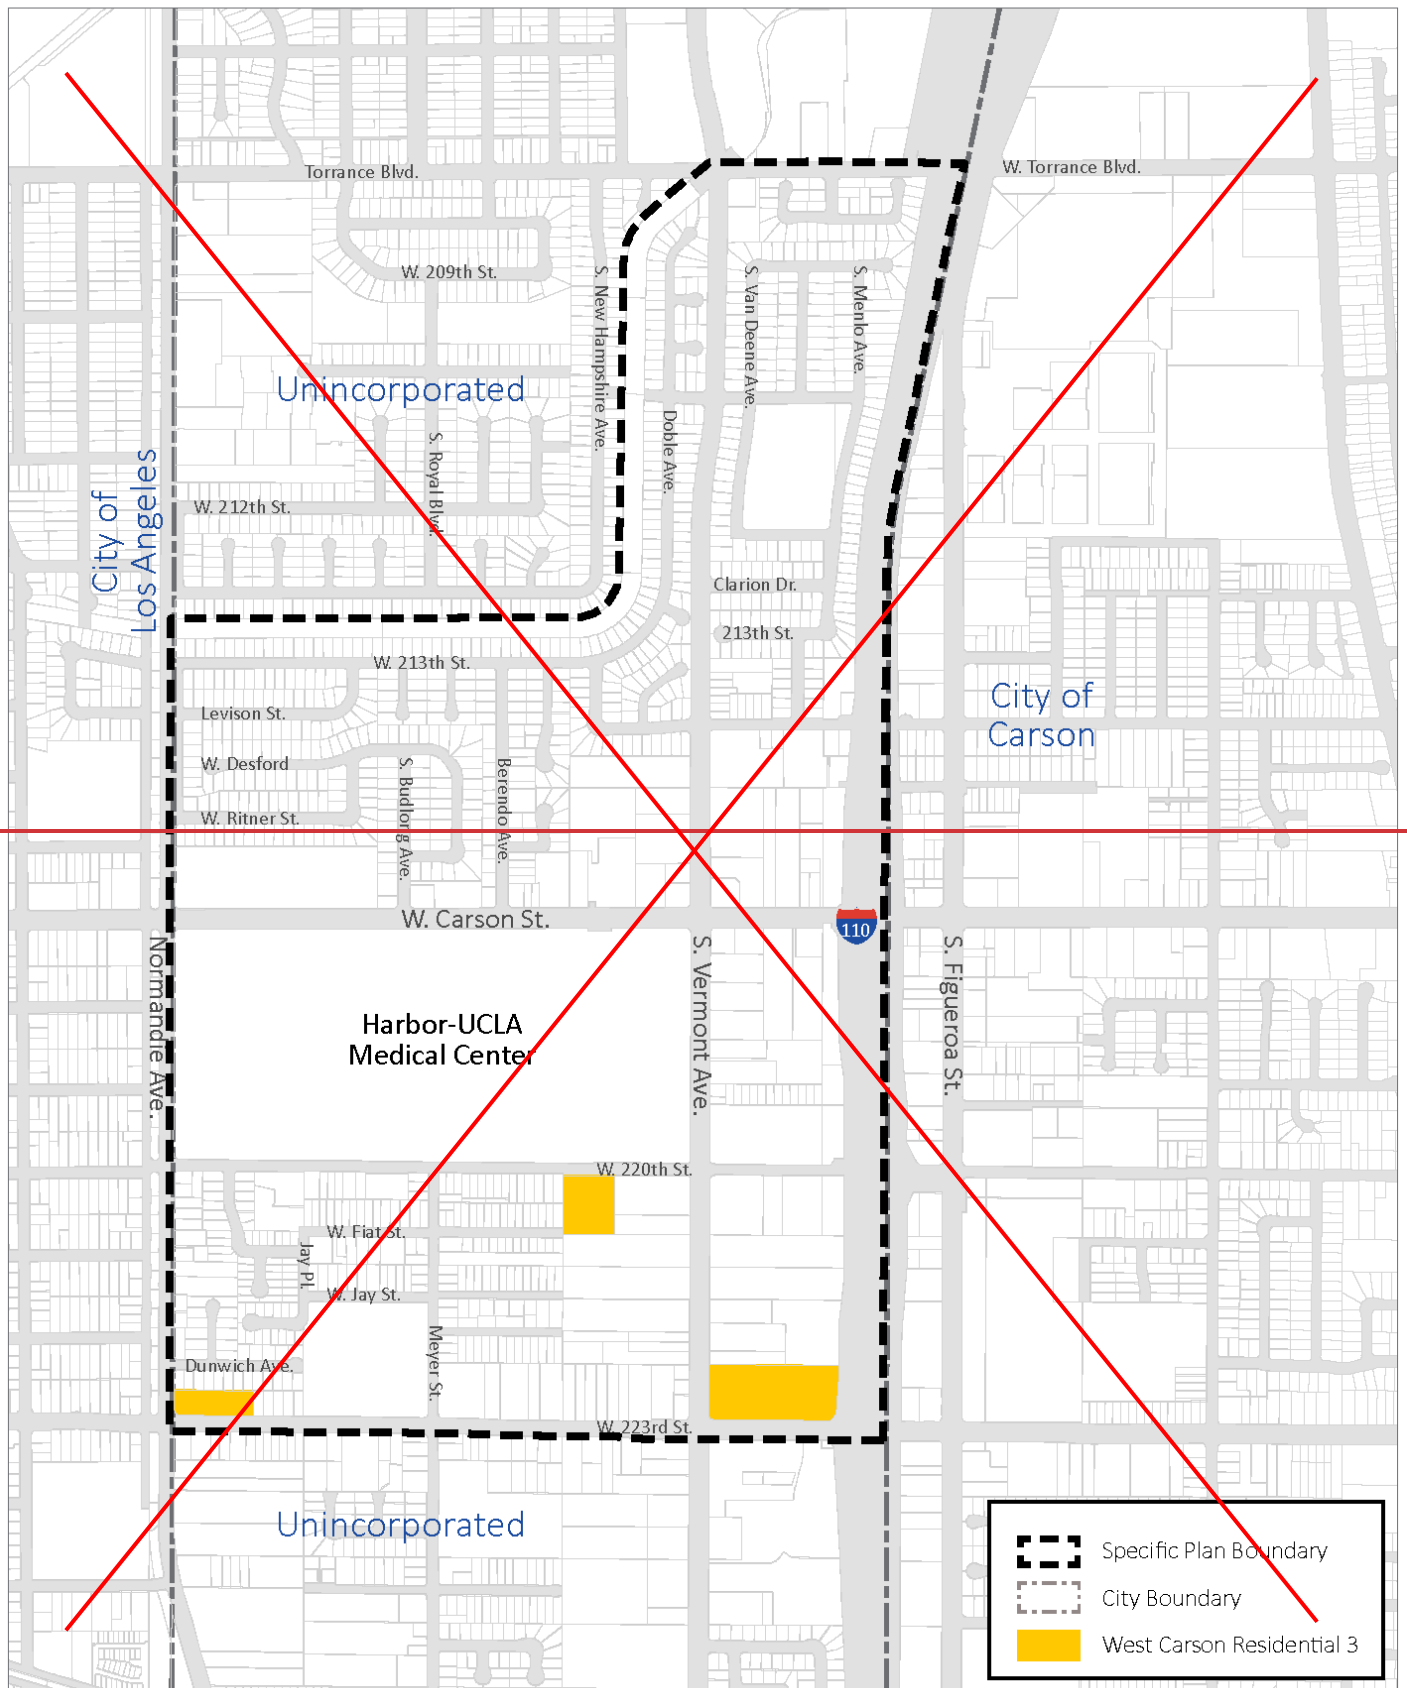 Torrance Blvd.
W. Torrance Blvd.
W. 209th St.
S. New Hampshire Ave.
S. Van Deene Ave.
S. Menlo Ave.
Unincorporated
Doble Ave.
S. Royal Blvd.
City of
Los Angeles
W. 212th St.
Clarion Dr.
213th St.
W. 213th St.
City of
Carson
Levison St.
W. Desford
S. Budlong Ave.
Berendo Ave.
W. Ritner St.
W. Carson St.
110
Normandie Ave.
S. Vermont Ave.
S. Figueroa St.
Harbor-UCLA
Medical Center
W. 220th St.
W. Fiat St.
Jay Pl.
W. Jay St.
Meyer St.
Dunwich Ave.
W. 223rd St.
Unincorporated
Specific Plan Boundary
City Boundary
West Carson Residential 3